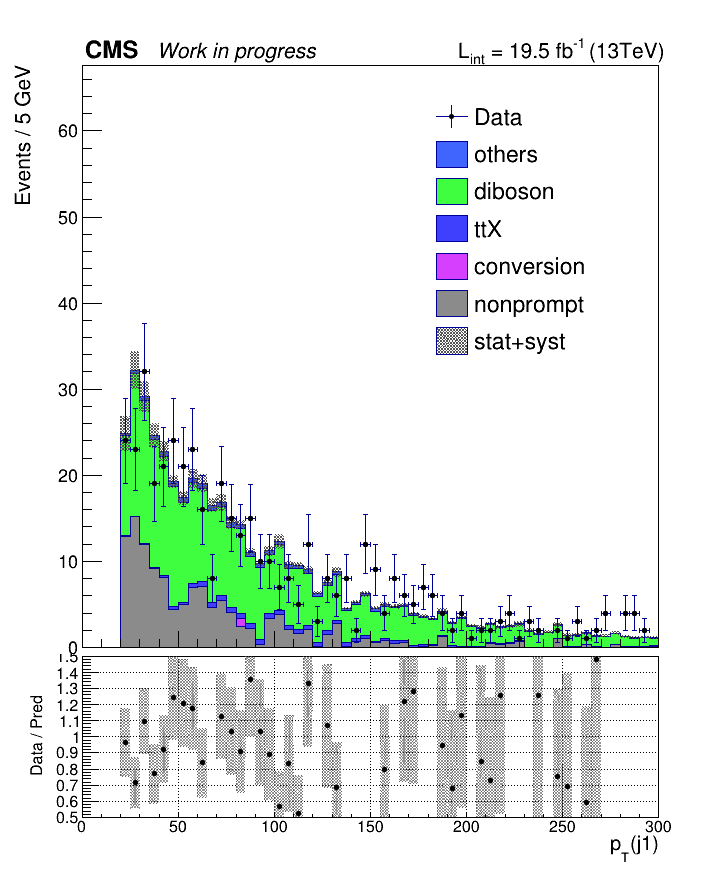 CMS Work in progress L_int = 19.5 fb⁻¹ (13TeV)
Events / 5 GeV
60
50
40
30
20
10
0
Data
others
diboson
ttX
conversion
nonprompt
stat+syst
Data / Pred
1.5
1.4
1.3
1.2
1.1
1
0.9
0.8
0.7
0.6
0.5
0 50 100 150 200 250 300
p_T(j1)